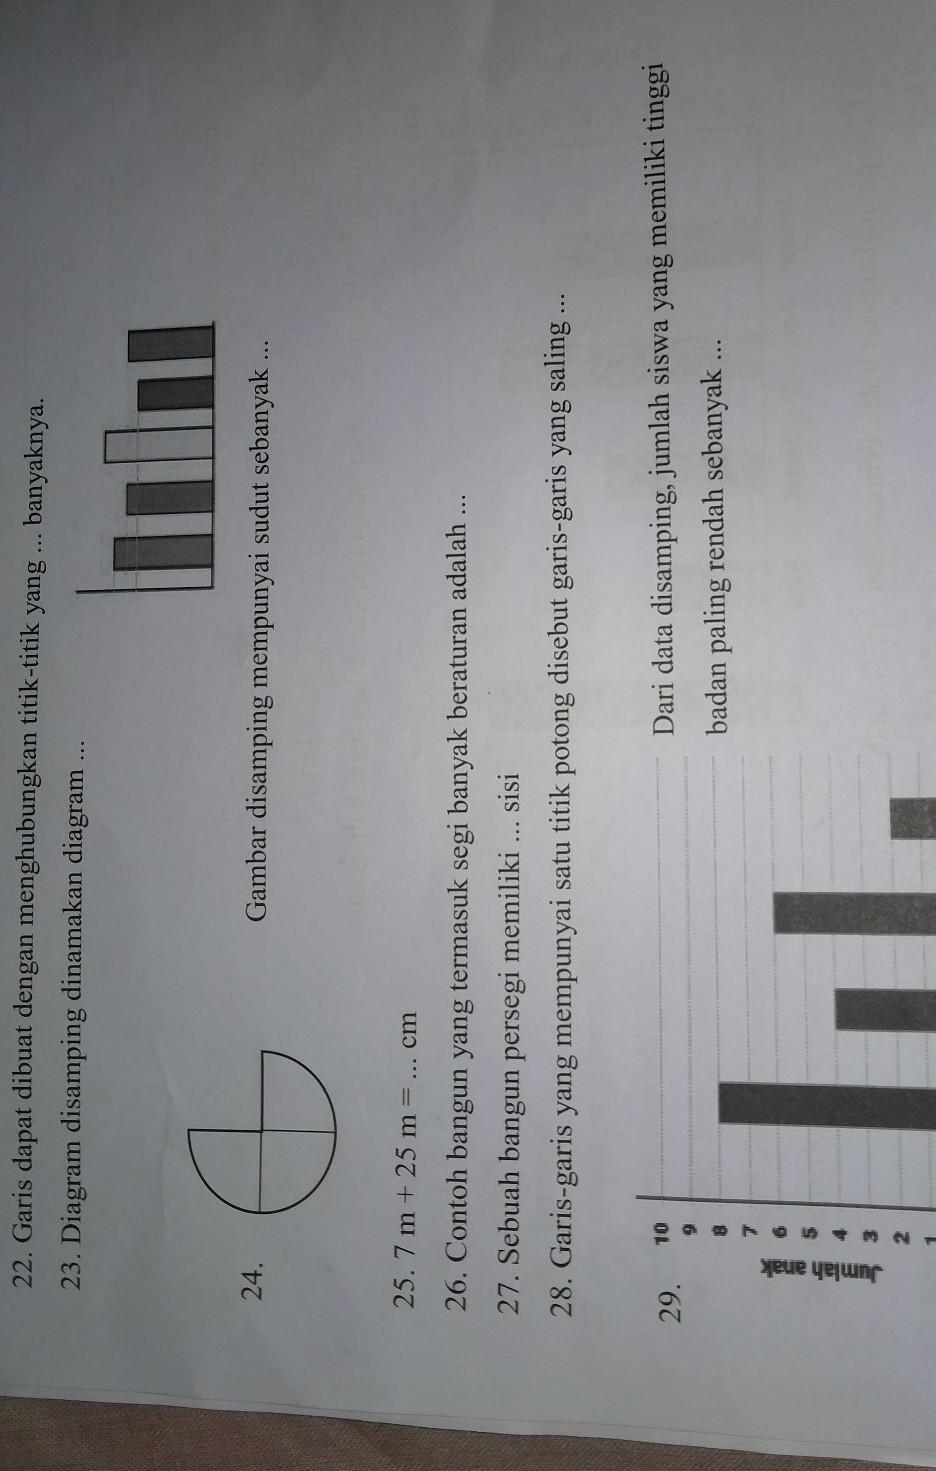 22. Garis dapat dibuat dengan menghubungkan titik-titik yang ... banyaknya.
23. Diagram disamping dinamakan diagram ...
24.
Gambar disamping mempunyai sudut sebanyak ...
25. 7 m + 25 m = ... cm
26. Contoh bangun yang termasuk segi banyak beraturan adalah ...
27. Sebuah bangun persegi memiliki ... sisi
28. Garis-garis yang mempunyai satu titik potong disebut garis-garis yang saling ...
29.
Jumlah anak
10
9
8
7
6
5
4
3
2
1
Dari data disamping, jumlah siswa yang memiliki tinggi
badan paling rendah sebanyak ...